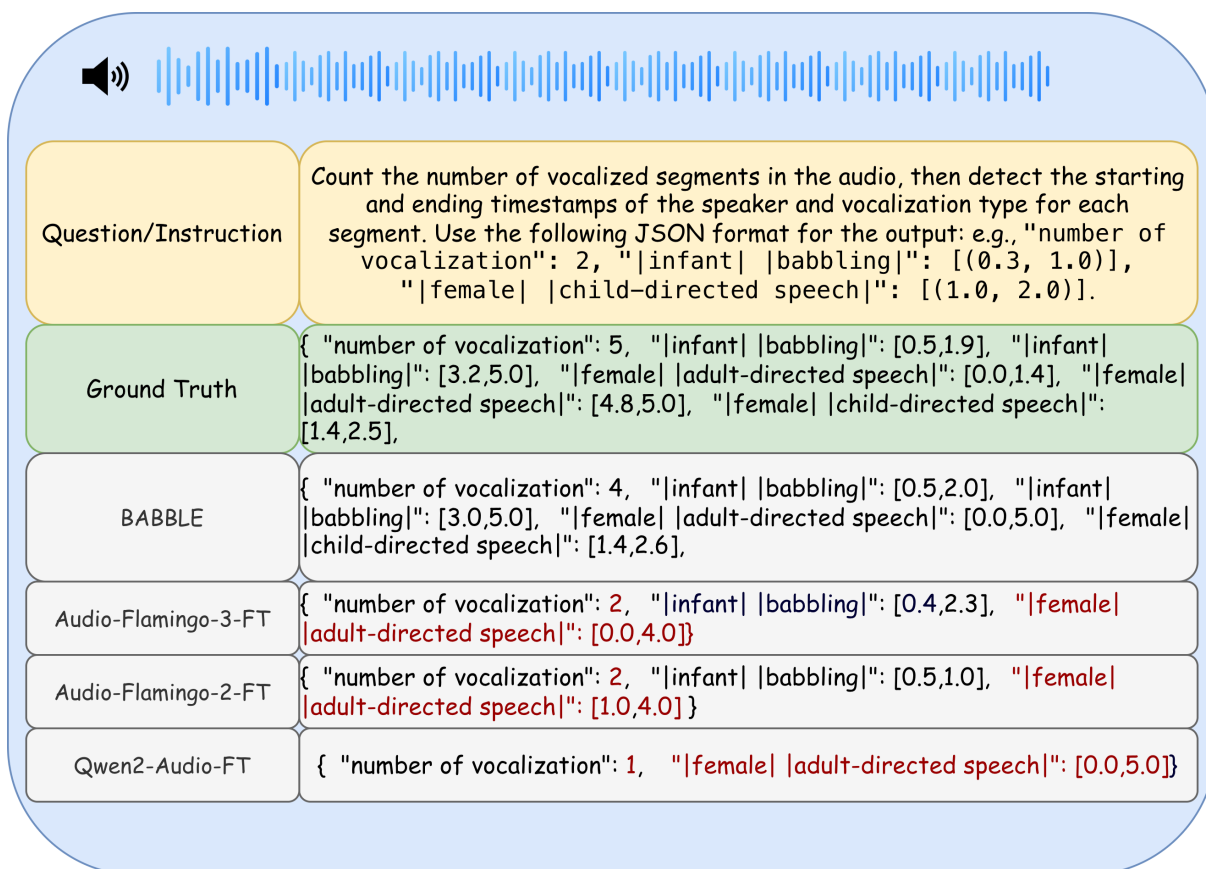 Question/Instruction
Count the number of vocalized segments in the audio, then detect the starting
and ending timestamps of the speaker and vocalization type for each
segment. Use the following JSON format for the output: e.g., "number of
vocalization": 2, "|infant| |babbling|": [(0.3, 1.0)],
"|female| |child-directed speech|": [(1.0, 2.0)].
Ground Truth
{ "number of vocalization": 5, "|infant| |babbling|": [0.5,1.9], "|infant|
|babbling|": [3.2,5.0], "|female| |adult-directed speech|": [0.0,1.4], "|female|
|adult-directed speech|": [4.8,5.0], "|female| |child-directed speech|":
[1.4,2.5],
BABBLE
{ "number of vocalization": 4, "|infant| |babbling|": [0.5,2.0], "|infant|
|babbling|": [3.0,5.0], "|female| |adult-directed speech|": [0.0,5.0], "|female|
|child-directed speech|": [1.4,2.6],
Audio-Flamingo-3-FT
{ "number of vocalization": 2, "|infant| |babbling|": [0.4,2.3], "|female|
|adult-directed speech|": [0.0,4.0]}
Audio-Flamingo-2-FT
{ "number of vocalization": 2, "|infant| |babbling|": [0.5,1.0], "|female|
|adult-directed speech|": [1.0,4.0] }
Qwen2-Audio-FT
{ "number of vocalization": 1, "|female| |adult-directed speech|": [0.0,5.0]}